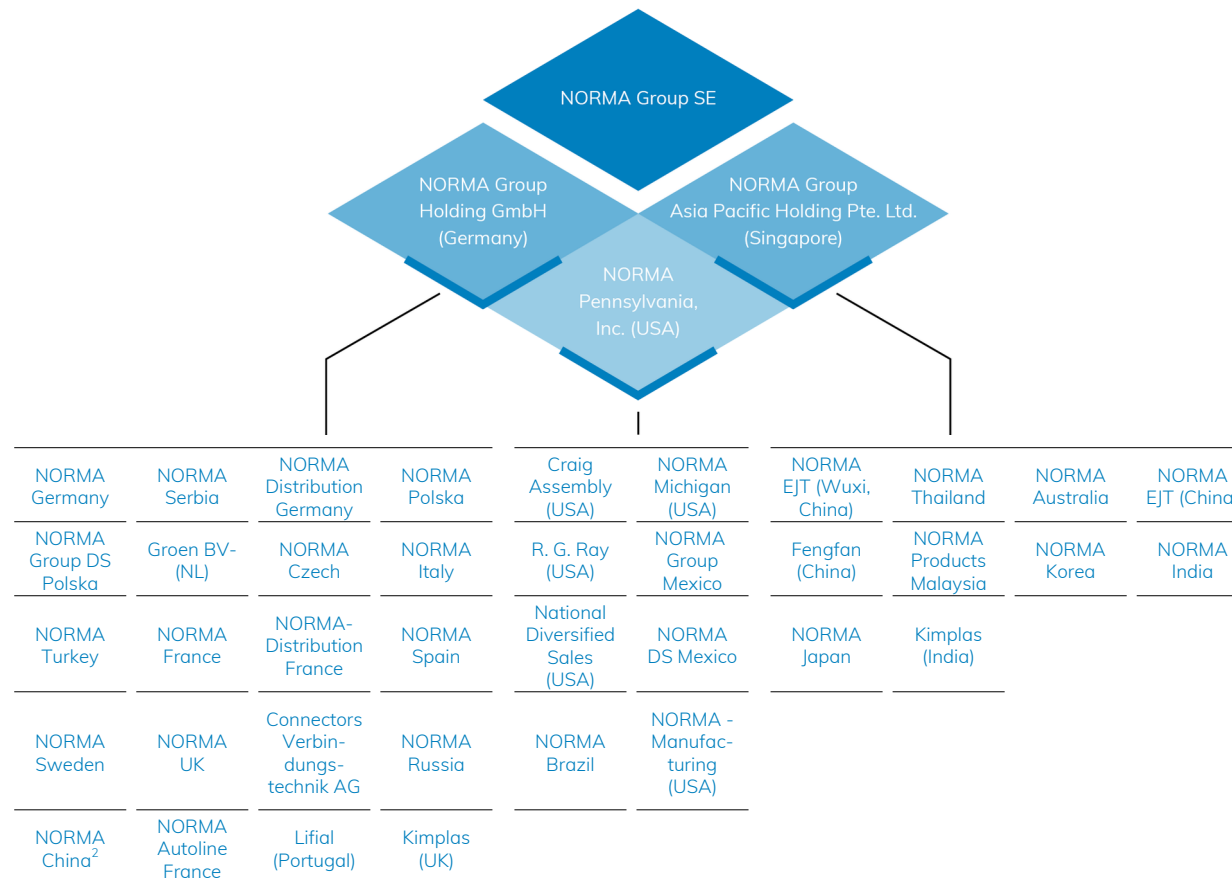 NORMA Group SE
NORMA Group
Holding GmbH
(Germany)
NORMA Group
Asia Pacific Holding Pte. Ltd.
(Singapore)
NORMA
Pennsylvania,
Inc. (USA)
NORMA
Germany
NORMA
Serbia
NORMA
Distribution
Germany
NORMA
Polska
Craig
Assembly
(USA)
NORMA
Michigan
(USA)
NORMA
EJT (Wuxi,
China)
NORMA
Thailand
NORMA
Australia
NORMA
EJT (China
NORMA
Group DS
Polska
Groen BV-
(NL)
NORMA
Czech
NORMA
Italy
R. G. Ray
(USA)
NORMA
Group
Mexico
Fengfan
(China)
NORMA
Products
Malaysia
NORMA
Korea
NORMA
India
NORMA
Turkey
NORMA
France
NORMA-
Distribution
France
NORMA
Spain
National
Diversified
Sales
(USA)
NORMA
DS Mexico
NORMA
Japan
Kimplas
(India)
NORMA
Sweden
NORMA
UK
Connectors
Verbin-
dungs-
technik AG
NORMA
Russia
NORMA
Brazil
NORMA -
Manufac-
turing
(USA)
NORMA
China²
NORMA
Autoline
France
Lifial
(Portugal)
Kimplas
(UK)